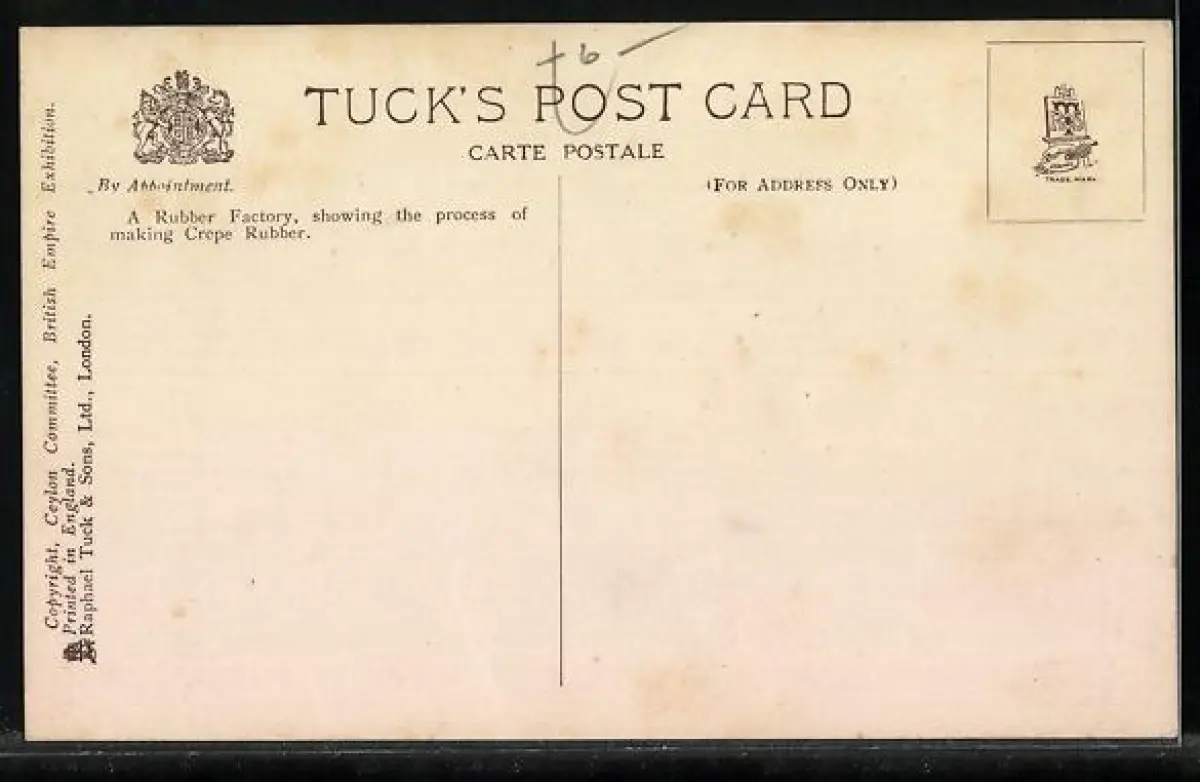 TUCK'S POST CARD
CARTE POSTALE
By Appointment.
(FOR ADDRESS ONLY)
TRADE MARK
A Rubber Factory, showing the process of
making Crepe Rubber.
Copyright, Ceylon Committee, British Empire Exhibition.
Printed in England.
Raphael Tuck & Sons, Ltd., London.